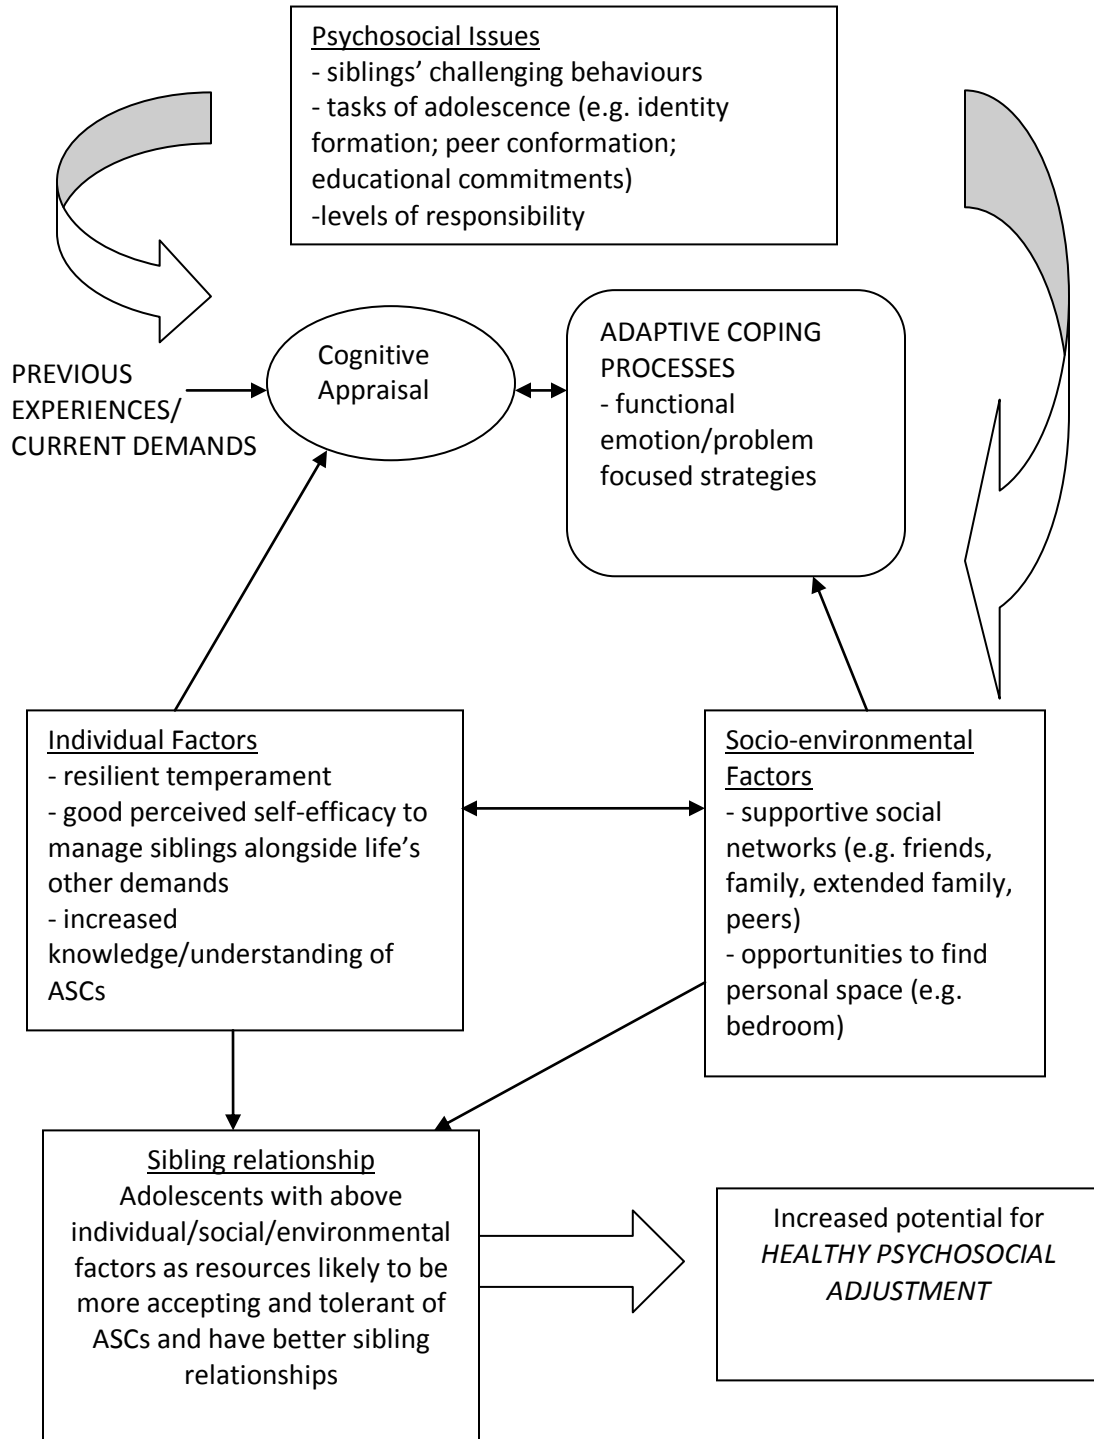 Psychosocial Issues
- siblings’ challenging behaviours
- tasks of adolescence (e.g. identity
formation; peer conformation;
educational commitments)
-levels of responsibility
PREVIOUS
EXPERIENCES/
CURRENT DEMANDS
Cognitive
Appraisal
ADAPTIVE COPING
PROCESSES
- functional
emotion/problem
focused strategies
Individual Factors
- resilient temperament
- good perceived self-efficacy to
manage siblings alongside life’s
other demands
- increased
knowledge/understanding of
ASCs
Socio-environmental
Factors
- supportive social
networks (e.g. friends,
family, extended family,
peers)
- opportunities to find
personal space (e.g.
bedroom)
Sibling relationship
Adolescents with above
individual/social/environmental
factors as resources likely to be
more accepting and tolerant of
ASCs and have better sibling
relationships
Increased potential for
HEALTHY PSYCHOSOCIAL
ADJUSTMENT